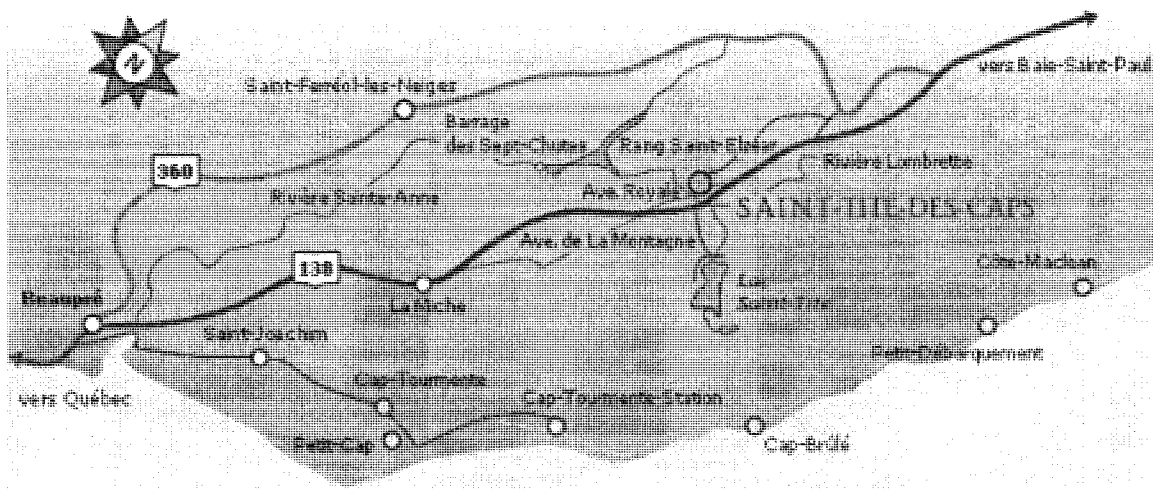 N
vers Baie-Saint-Paul
Saint-Ferréol-les-Neiges
Barrage
des Sept-Chutes
Rang Saint-Elzéar
360
Rivière Lombrette
Rivière Sainte-Anne
Ave. Royale
SAINT-TITE-DES-CAPS
Ave. de La Montagne
138
Côte-Maclean
Beaupré
La Miche
Lac
Saint-Tite
Saint-Joachim
Petit-Débarquement
Cap-Tourmente
vers Québec
Cap-Tourmente-Station
Petit-Cap
Cap-Brûlé